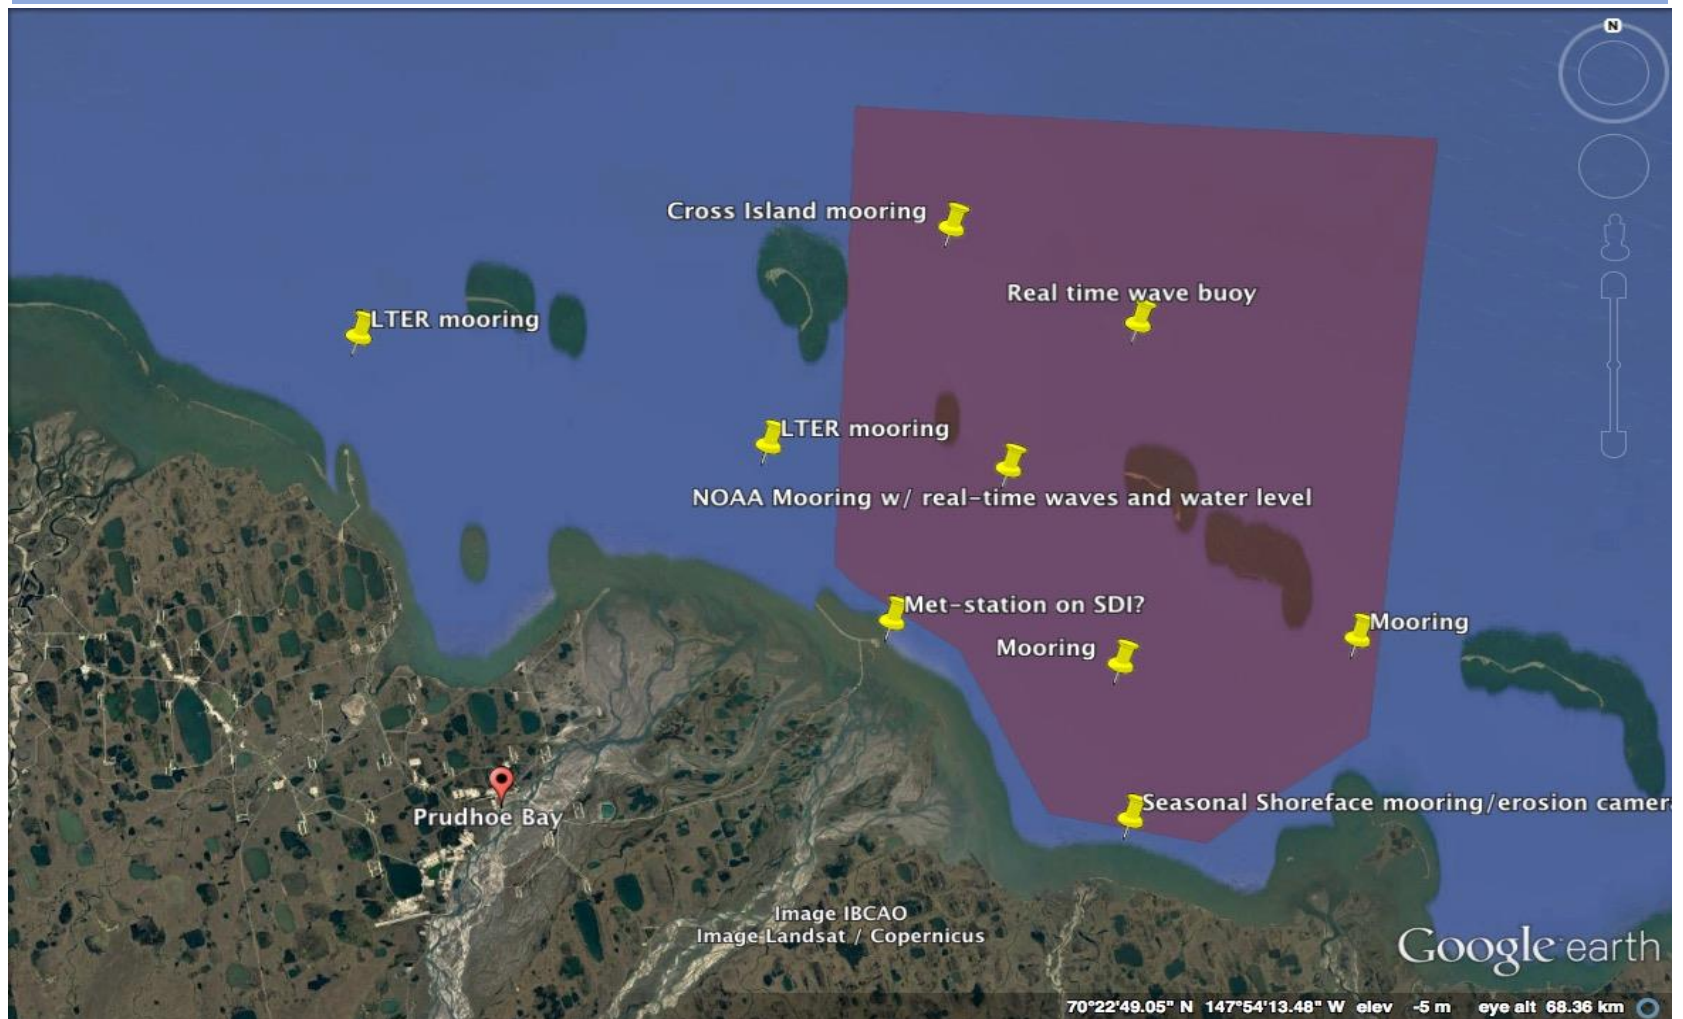 N
Cross Island mooring
Real time wave buoy
LTER mooring
LTER mooring
NOAA Mooring w/ real-time waves and water level
Met-station on SDI?
Mooring
Mooring
Prudhoe Bay
Seasonal Shoreface mooring/erosion camera
Image IBCAO
Image Landsat / Copernicus
Google earth
70°22'49.05" N 147°54'13.48" W elev -5 m eye alt 68.36 km